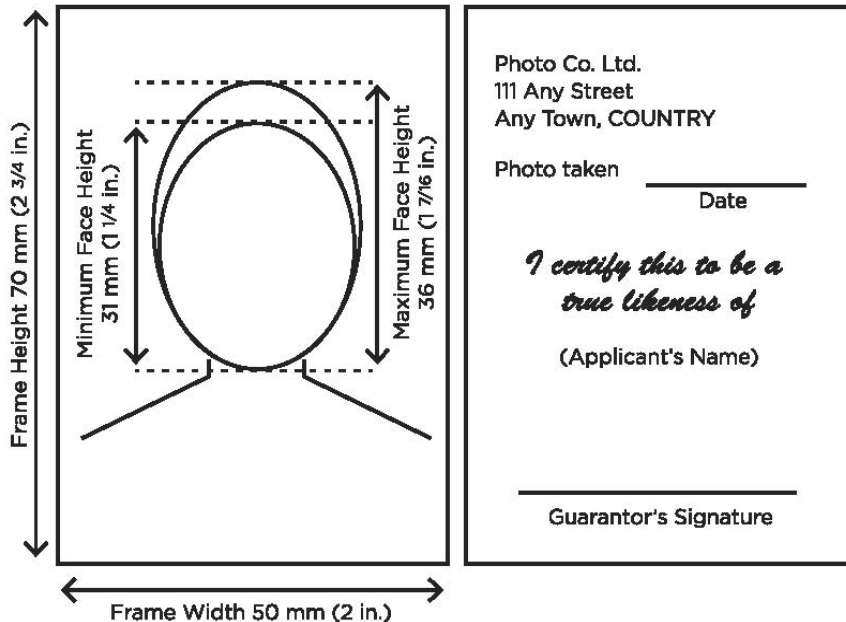 Frame Height 70 mm (2 3/4 in.)
Minimum Face Height
31 mm (1 1/4 in.)
Maximum Face Height
36 mm (1 7/16 in.)
Frame Width 50 mm (2 in.)
Photo Co. Ltd.
111 Any Street
Any Town, COUNTRY
Photo taken
Date
I certify this to be a
true likeness of
(Applicant's Name)
Guarantor's Signature